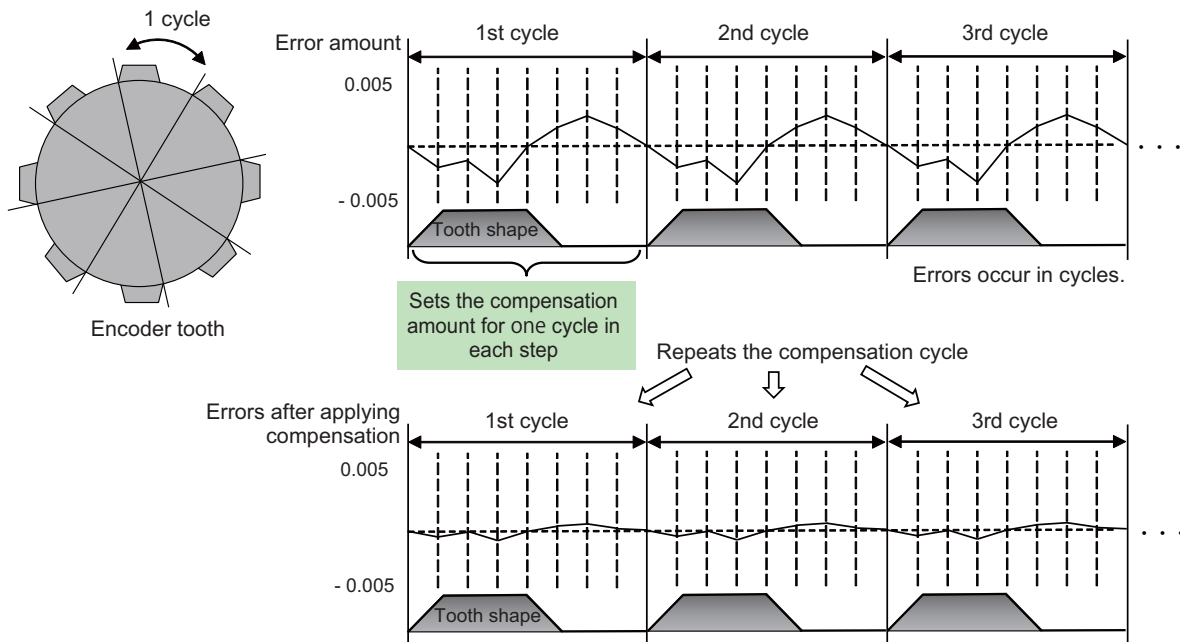 1 cycle
Encoder tooth
Error amount
1st cycle
2nd cycle
3rd cycle
0.005
- 0.005
. . .
Tooth shape
Errors occur in cycles.
Sets the compensation
amount for one cycle in
each step
Repeats the compensation cycle
Errors after applying
compensation
1st cycle
2nd cycle
3rd cycle
0.005
- 0.005
. . .
Tooth shape